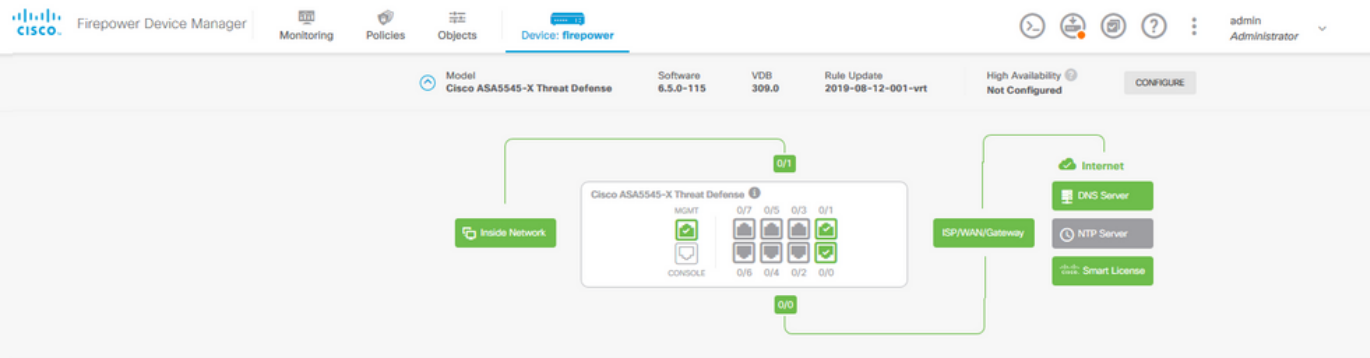 CISCO
Firepower Device Manager
Monitoring
Policies
Objects
Device: firepower
>_
?
admin
Administrator
Model
Cisco ASA5545-X Threat Defense
Software
6.5.0-115
VDB
309.0
Rule Update
2019-08-12-001-vrt
High Availability ?
Not Configured
CONFIGURE
0/1
Internet
Cisco ASA5545-X Threat Defense i
DNS Server
MGMT 0/7 0/5 0/3 0/1
Inside Network
ISP/WAN/Gateway
NTP Server
CONSOLE 0/6 0/4 0/2 0/0
Smart License
0/0